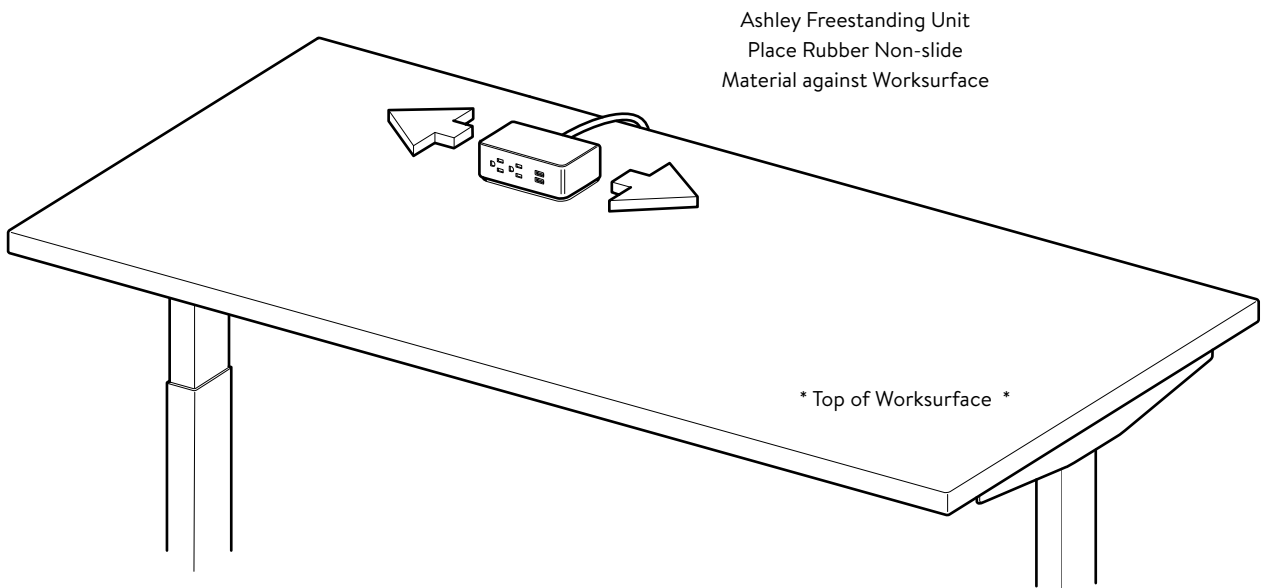 Ashley Freestanding Unit
Place Rubber Non-slide
Material against Worksurface
* Top of Worksurface *